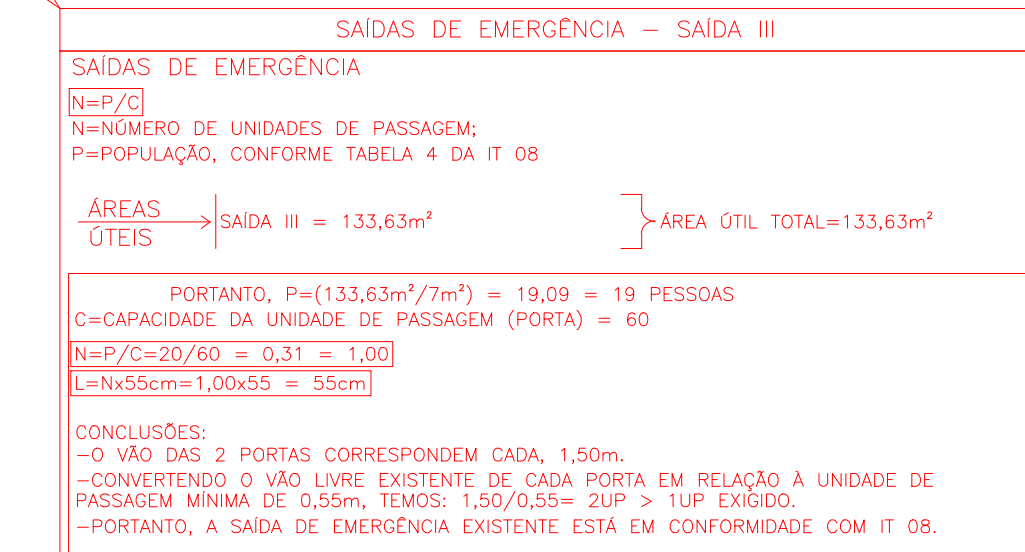 SAÍDAS DE EMERGÊNCIA – SAÍDA III
SAÍDAS DE EMERGÊNCIA
N=P/C
N=NÚMERO DE UNIDADES DE PASSAGEM;
P=POPULAÇÃO, CONFORME TABELA 4 DA IT 08
ÁREAS
ÚTEIS
SAÍDA III = 133,63m²
ÁREA ÚTIL TOTAL=133,63m²
PORTANTO, P=(133,63m²/7m²) = 19,09 = 19 PESSOAS
C=CAPACIDADE DA UNIDADE DE PASSAGEM (PORTA) = 60
N=P/C=20/60 = 0,31 = 1,00
L=Nx55cm=1,00x55 = 55cm
CONCLUSÕES:
–O VÃO DAS 2 PORTAS CORRESPONDEM CADA, 1,50m.
–CONVERTENDO O VÃO LIVRE EXISTENTE DE CADA PORTA EM RELAÇÃO À UNIDADE DE
PASSAGEM MÍNIMA DE 0,55m, TEMOS: 1,50/0,55= 2UP > 1UP EXIGIDO.
–PORTANTO, A SAÍDA DE EMERGÊNCIA EXISTENTE ESTÁ EM CONFORMIDADE COM IT 08.